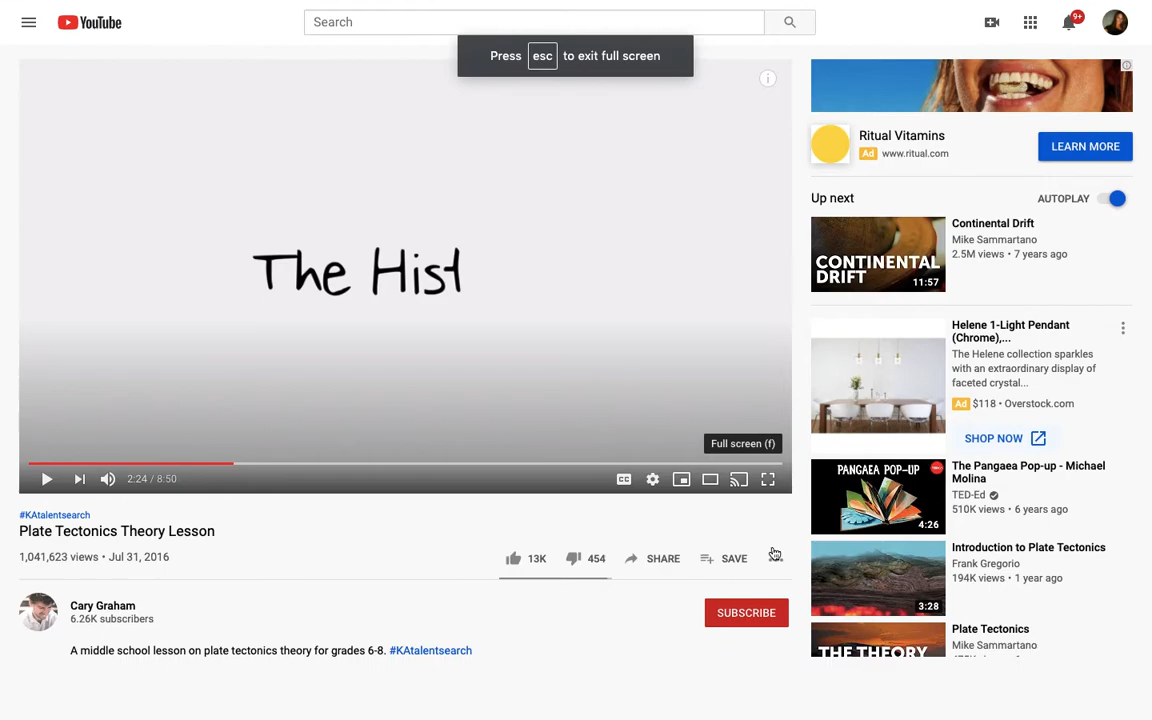 YouTube
Search
9+
Press esc to exit full screen
The Hist
Full screen (f)
2:24 / 8:50
CC
#KAtalentsearch
Plate Tectonics Theory Lesson
1,041,623 views • Jul 31, 2016
13K
454
SHARE
SAVE
Cary Graham
6.26K subscribers
SUBSCRIBE
A middle school lesson on plate tectonics theory for grades 6-8. #KAtalentsearch
Ritual Vitamins
Ad www.ritual.com
LEARN MORE
Up next
AUTOPLAY
CONTINENTAL
DRIFT
11:57
Continental Drift
Mike Sammartano
2.5M views • 7 years ago
Helene 1-Light Pendant
(Chrome),...
The Helene collection sparkles
with an extraordinary display of
faceted crystal...
Ad $118 • Overstock.com
SHOP NOW
PANGAEA POP-UP
4:26
The Pangaea Pop-up - Michael
Molina
TED-Ed
510K views • 6 years ago
3:28
Introduction to Plate Tectonics
Frank Gregorio
194K views • 1 year ago
THE THEORY
Plate Tectonics
Mike Sammartano